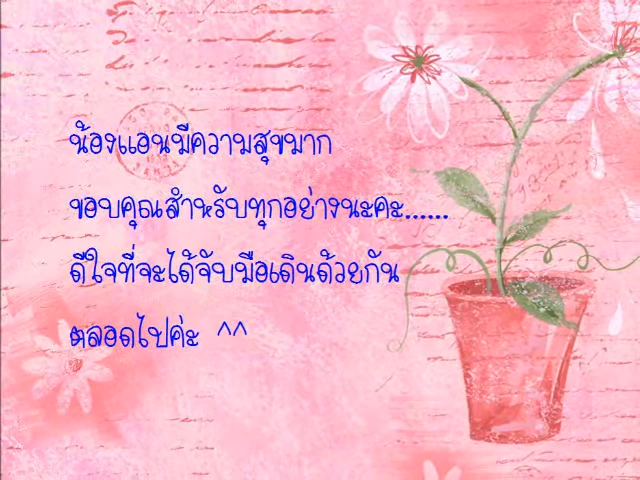 น้องแอนมีความสุขมาก
ขอบคุณสำหรับทุกอย่างนะคะ......
ดีใจที่จะได้จับมือเดินด้วยกัน
ตลอดไปค่ะ ^^